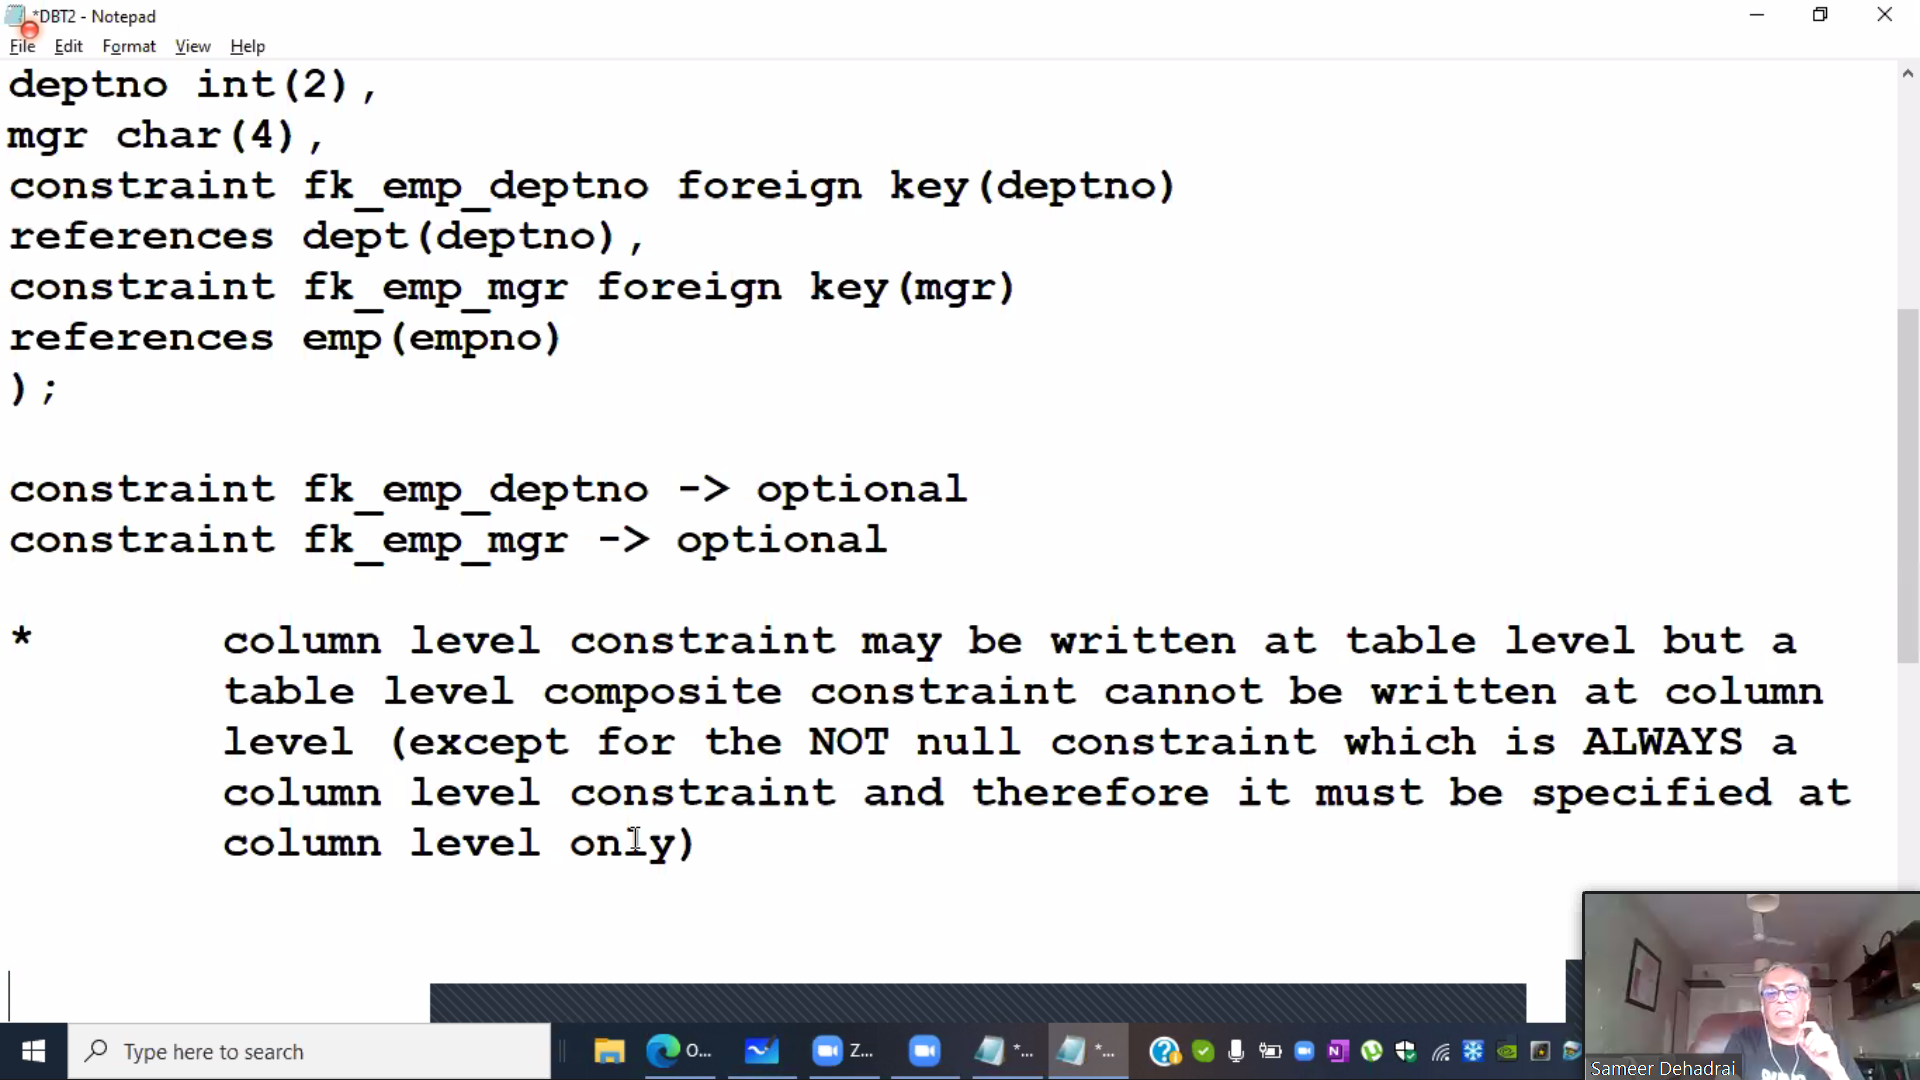 *DBT2 - Notepad
File Edit Format View Help
deptno int(2),
mgr char(4),
constraint fk_emp_deptno foreign key(deptno)
references dept(deptno),
constraint fk_emp_mgr foreign key(mgr)
references emp(empno)
);
constraint fk_emp_deptno -> optional
constraint fk_emp_mgr -> optional
* column level constraint may be written at table level but a
table level composite constraint cannot be written at column
level (except for the NOT null constraint which is ALWAYS a
column level constraint and therefore it must be specified at
column level only)
Type here to search
O...
Z...
*...
*...
Sameer Dehadrai